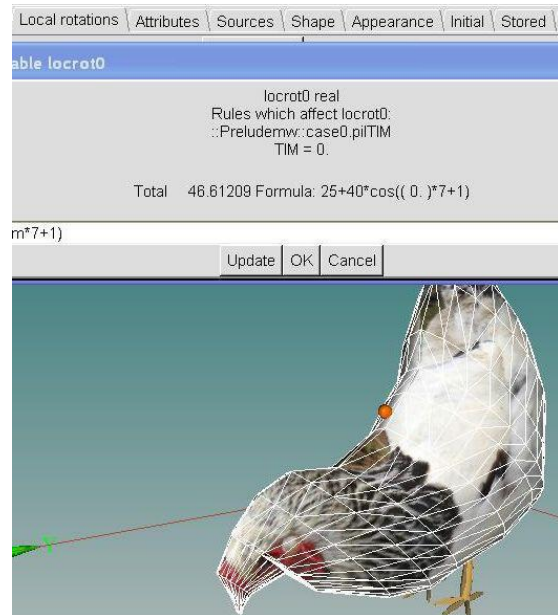 Local rotations Attributes Sources Shape Appearance Initial Stored
able locrot0
locrot0 real
Rules which affect locrot0:
::Preludemw::case0.pilTIM
TIM = 0.
Total 46.61209 Formula: 25+40*cos(( 0. )*7+1)
m*7+1)
Update OK Cancel
Y